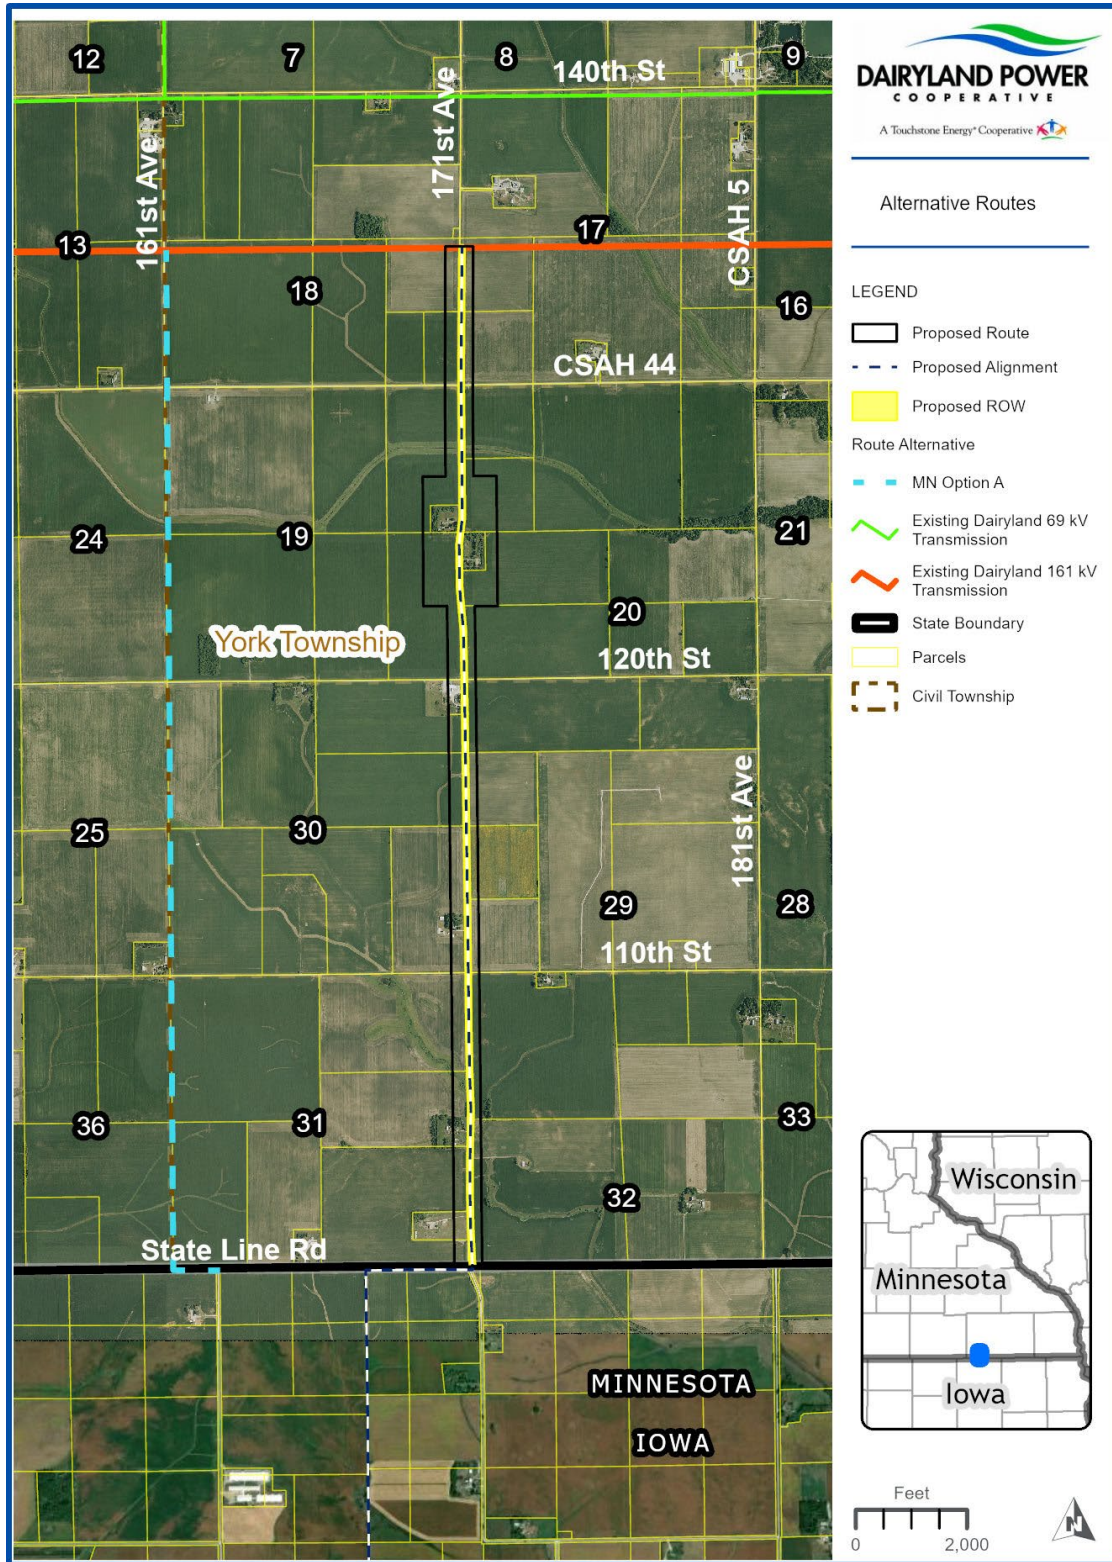 12
7
8
9
140th St
161st Ave
171st Ave
CSAH 5
13
17
18
16
CSAH 44
24
19
21
20
York Township
120th St
181st Ave
25
30
29
28
110th St
36
31
33
32
State Line Rd
MINNESOTA
IOWA
DAIRYLAND POWER
COOPERATIVE
A Touchstone Energy® Cooperative
Alternative Routes
LEGEND
Proposed Route
Proposed Alignment
Proposed ROW
Route Alternative
MN Option A
Existing Dairyland 69 kV
Transmission
Existing Dairyland 161 kV
Transmission
State Boundary
Parcels
Civil Township
Wisconsin
Minnesota
Iowa
Feet
0 2,000
N